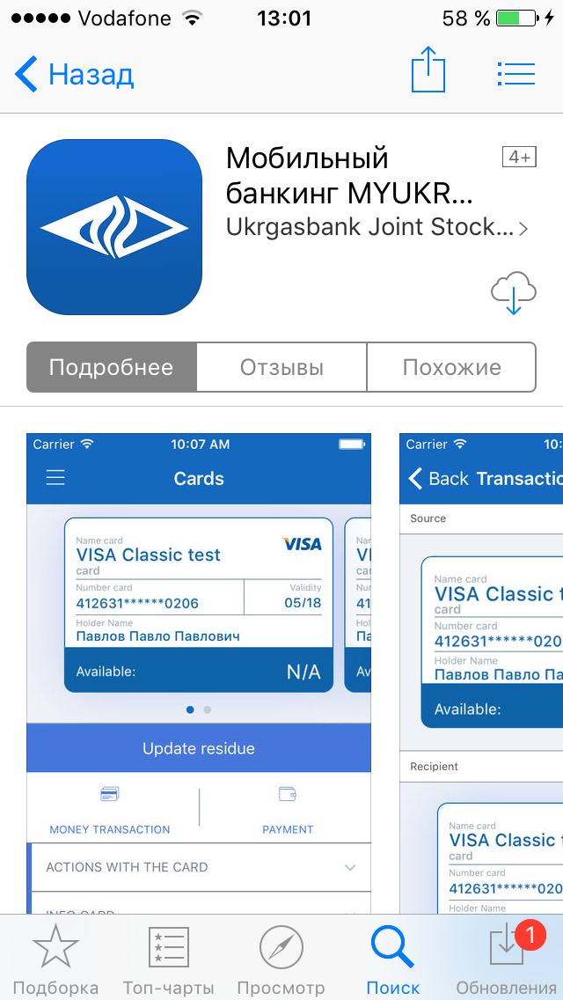 Vodafone 13:01 58 %
Назад
Мобильный
банкинг MYUKR...
4+
Ukrgasbank Joint Stock...
Подробнее Отзывы Похожие
Carrier 10:07 AM
Cards
Name card
VISA Classic test
card
VISA
Number card Validity
412631******0206 05/18
Holder Name
Павлов Павло Павлович
Available: N/A
Update residue
MONEY TRANSACTION PAYMENT
ACTIONS WITH THE CARD
INFO CARD
Carrier 10:
Back Transactio
Source
Name card
VISA Classic t
card
Number card
412631******020
Holder Name
Павлов Павло Па
Available:
Recipient
Name card
VISA Classic t
card
Number card
412631******020
Holder Name
Подборка Топ-чарты Просмотр Поиск Обновления
1